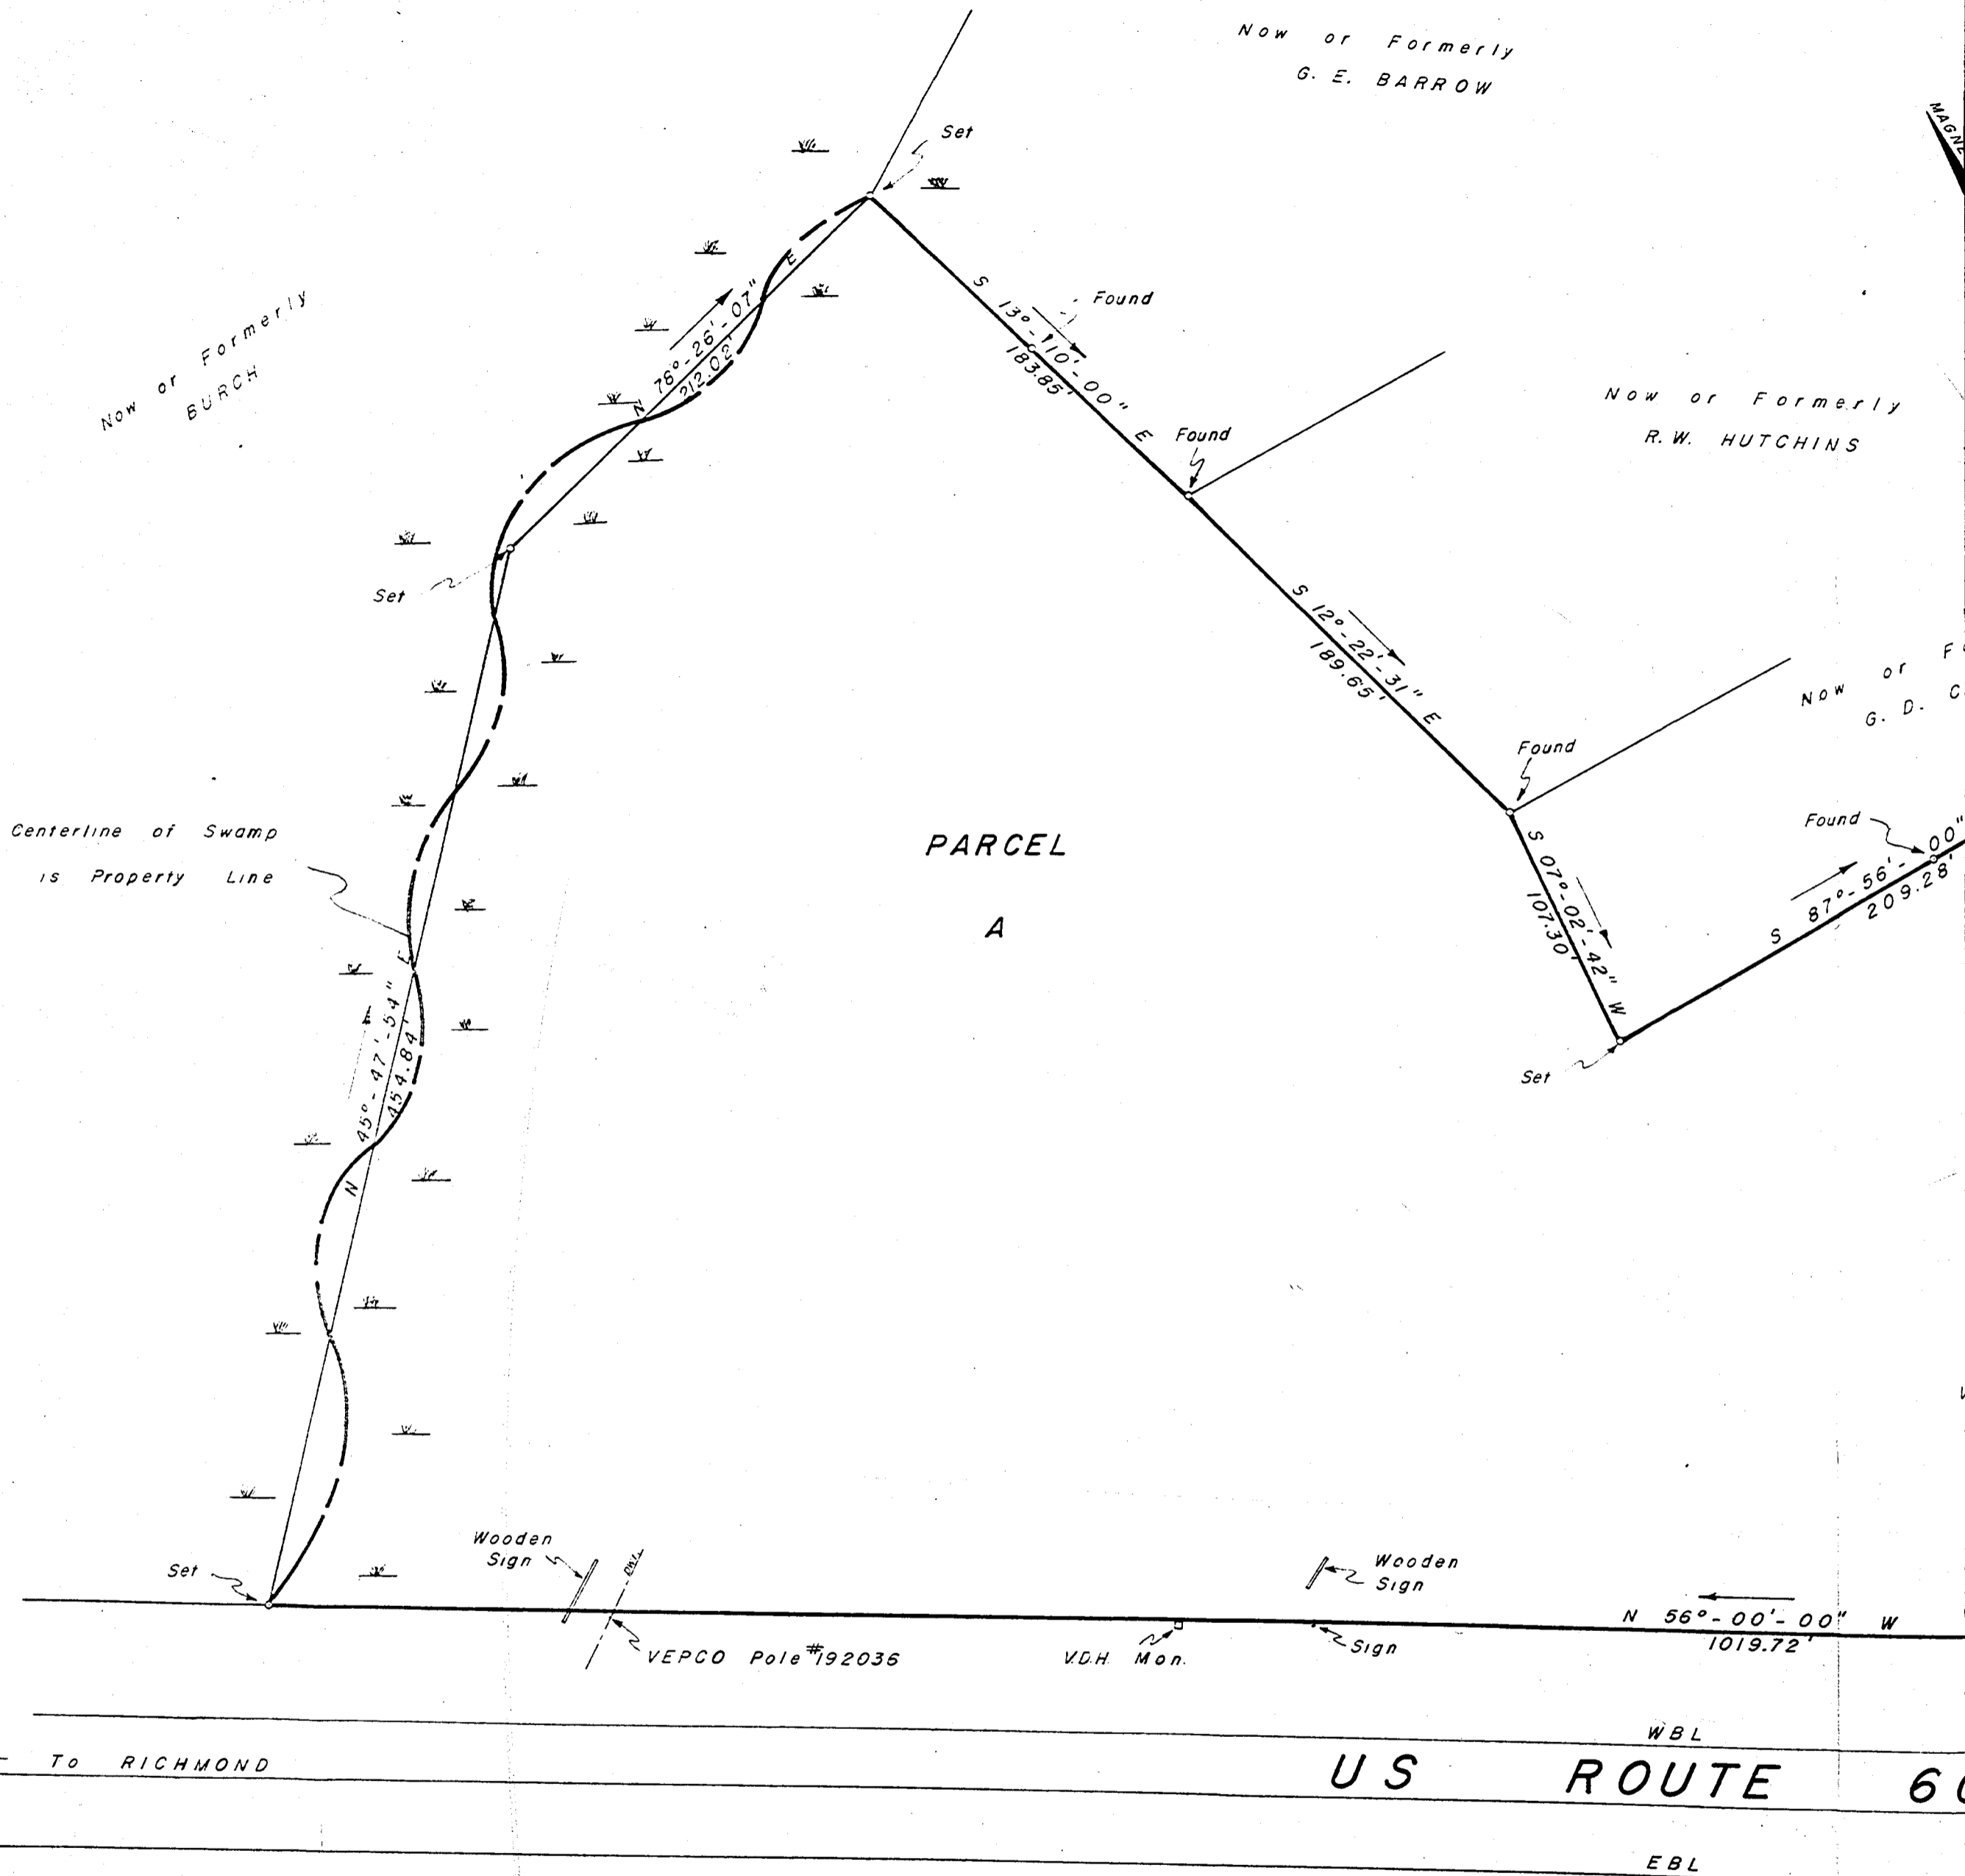 Now or Formerly
G. E. BARROW
Set
Now or Formerly
BURCH
N 78°-26'-07" E
212.02'
S 13°-10'-00" E
183.85'
Found
Found
Now or Formerly
R.W. HUTCHINS
Set
S 12°-22'-31" E
189.65'
Now or
G. D.
Found
Found
S 87°-56'-00"
209.28'
Centerline of Swamp
is Property Line
PARCEL
A
S 07°-02'-42" W
107.30'
Set
N 45°-47'-54" E
454.84'
Wooden
Sign
Set
Wooden
Sign
N 56°-00'-00" W
1019.72'
VEPCO Pole #192036
V.D.H. Mon.
Sign
WBL
To RICHMOND
US ROUTE
EBL